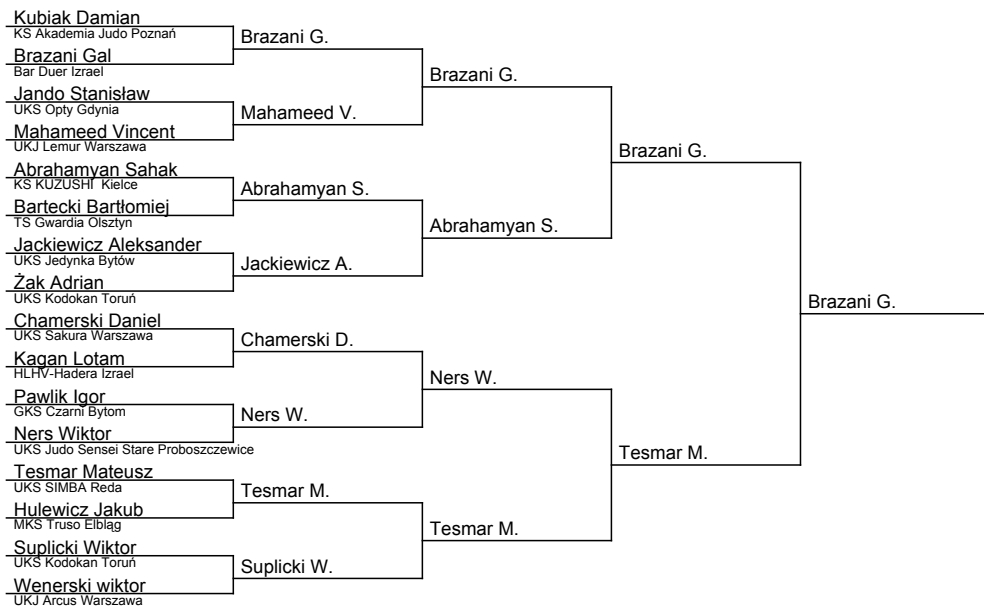 Kubiak Damian
KS Akademia Judo Poznań
Brazani G.
Brazani Gal
Bar Duer Izrael
Brazani G.
Jando Stanisław
UKS Opty Gdynia
Mahameed V.
Mahameed Vincent
UKJ Lemur Warszawa
Brazani G.
Abrahamyan Sahak
KS KUZUSHI Kielce
Abrahamyan S.
Bartecki Bartłomiej
TS Gwardia Olsztyn
Abrahamyan S.
Jackiewicz Aleksander
UKS Jedynka Bytów
Jackiewicz A.
Żak Adrian
UKS Kodokan Toruń
Brazani G.
Chamerski Daniel
UKS Sakura Warszawa
Chamerski D.
Kagan Lotam
HLHV-Hadera Izrael
Ners W.
Pawlik Igor
GKS Czarni Bytom
Ners W.
Ners Wiktor
UKS Judo Sensei Stare Proboszczewice
Tesmar M.
Tesmar Mateusz
UKS SIMBA Reda
Tesmar M.
Hulewicz Jakub
MKS Truso Elbląg
Tesmar M.
Suplicki Wiktor
UKS Kodokan Toruń
Suplicki W.
Wenerski wiktor
UKJ Arcus Warszawa